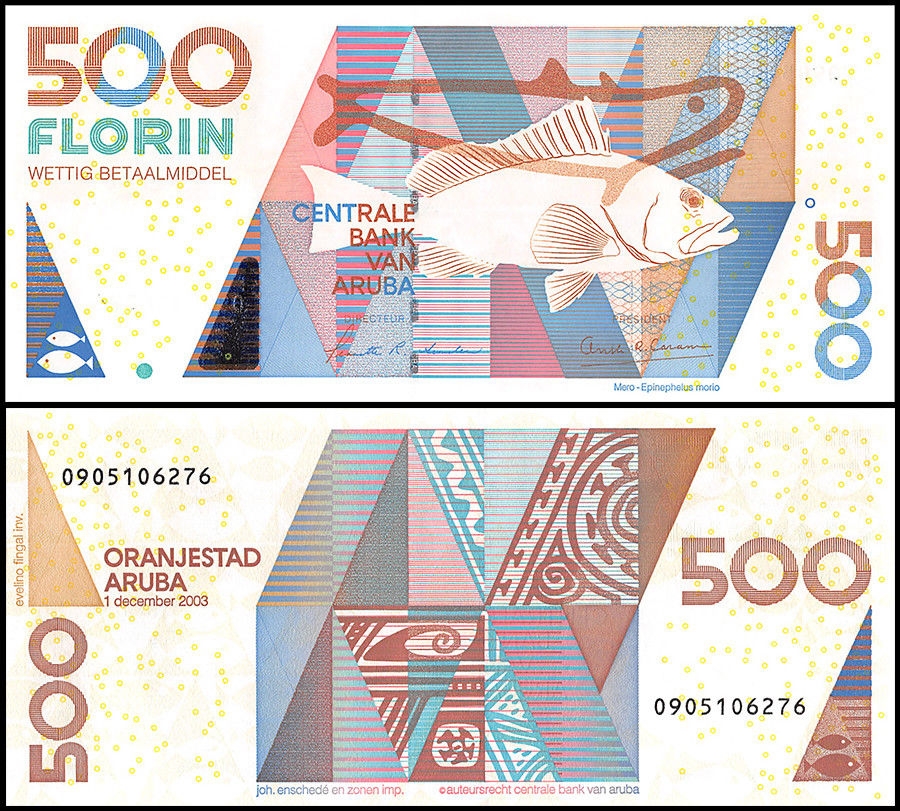 500
FLORIN
WETTIG BETAALMIDDEL
CENTRALE
BANK
VAN
ARUBA
DIRECTEUR
PRESIDENT
500
Mero - Epinephelus morio
0905106276
evelino fingal inv.
ORANJESTAD
ARUBA
1 december 2003
500
500
0905106276
joh. enschedé en zonen imp.
©auteursrecht centrale bank van aruba